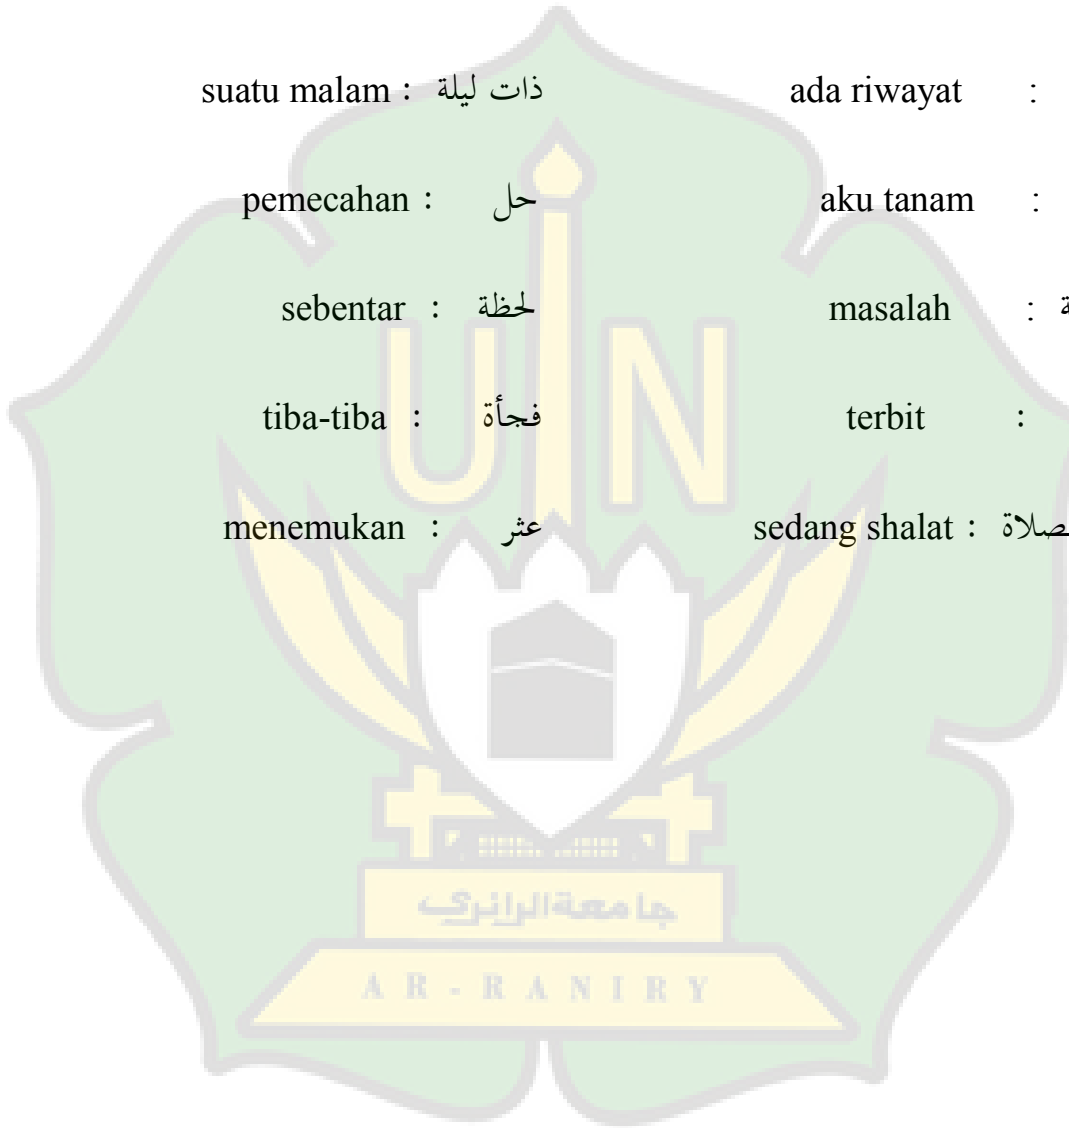 ذات ليلة : suatu malam ada riwayat :
حل : pemecahan aku tanam :
لحظة : sebentar masalah :
فجأة : tiba-tiba terbit :
عثر : menemukan sedang shalat :
UIN
جامعة الرانري
AR-RANIRY